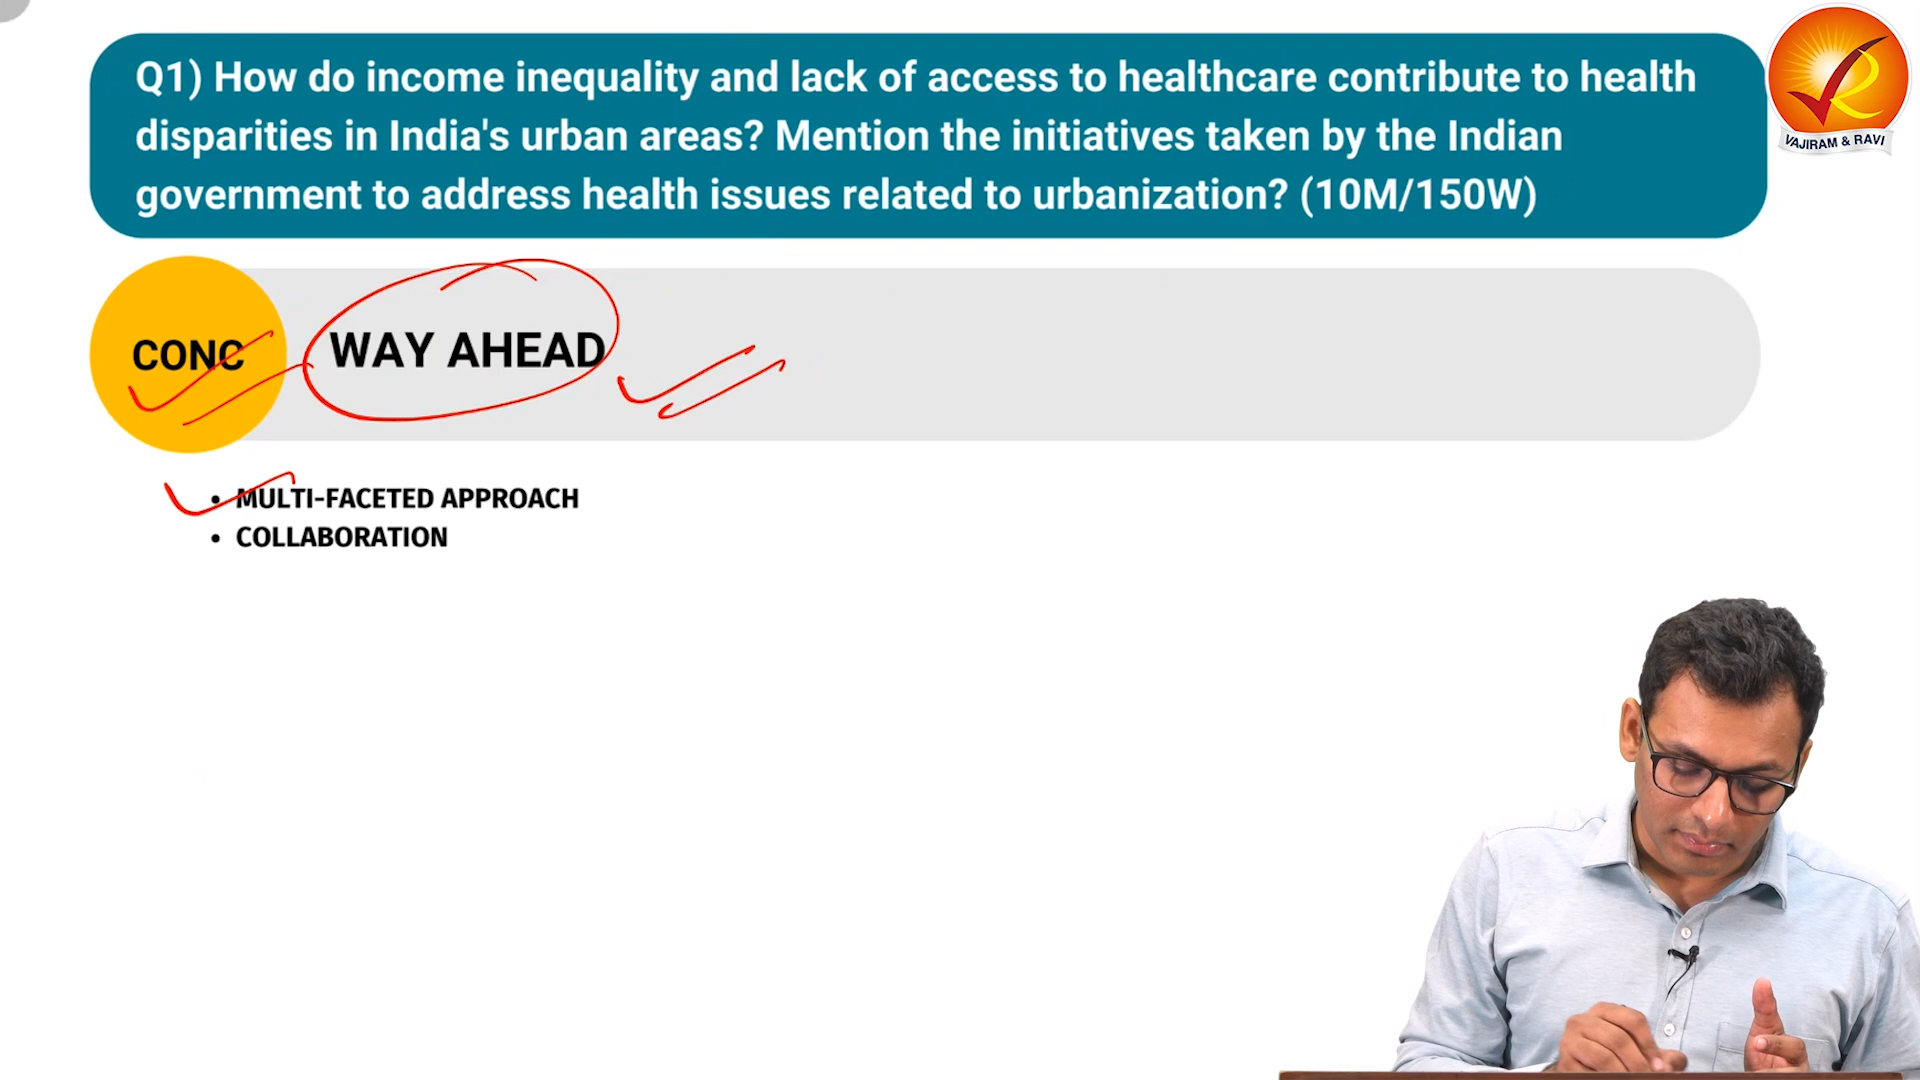 Q1) How do income inequality and lack of access to healthcare contribute to health
disparities in India's urban areas? Mention the initiatives taken by the Indian
government to address health issues related to urbanization? (10M/150W)
VAJIRAM & RAVI
CONC
WAY AHEAD
• MULTI-FACETED APPROACH
• COLLABORATION